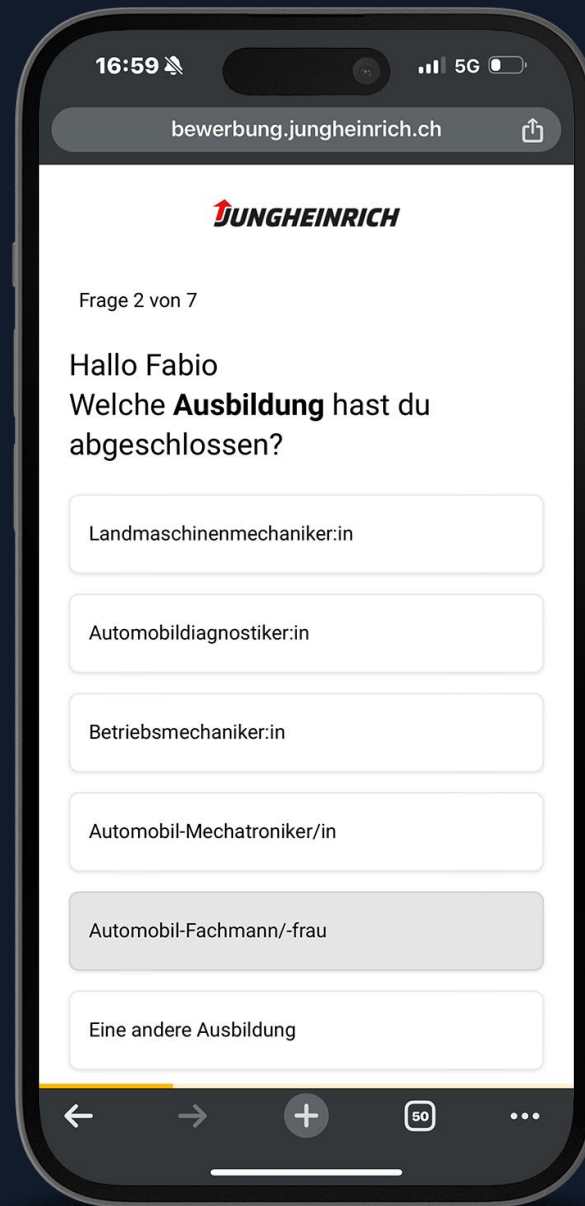 16:59
5G
bewerbung.jungheinrich.ch
JUNGHEINRICH
Frage 2 von 7
Hallo Fabio
Welche Ausbildung hast du
abgeschlossen?
Landmaschinenmechaniker:in
Automobildiagnostiker:in
Betriebsmechaniker:in
Automobil-Mechatroniker/in
Automobil-Fachmann/-frau
Eine andere Ausbildung
50